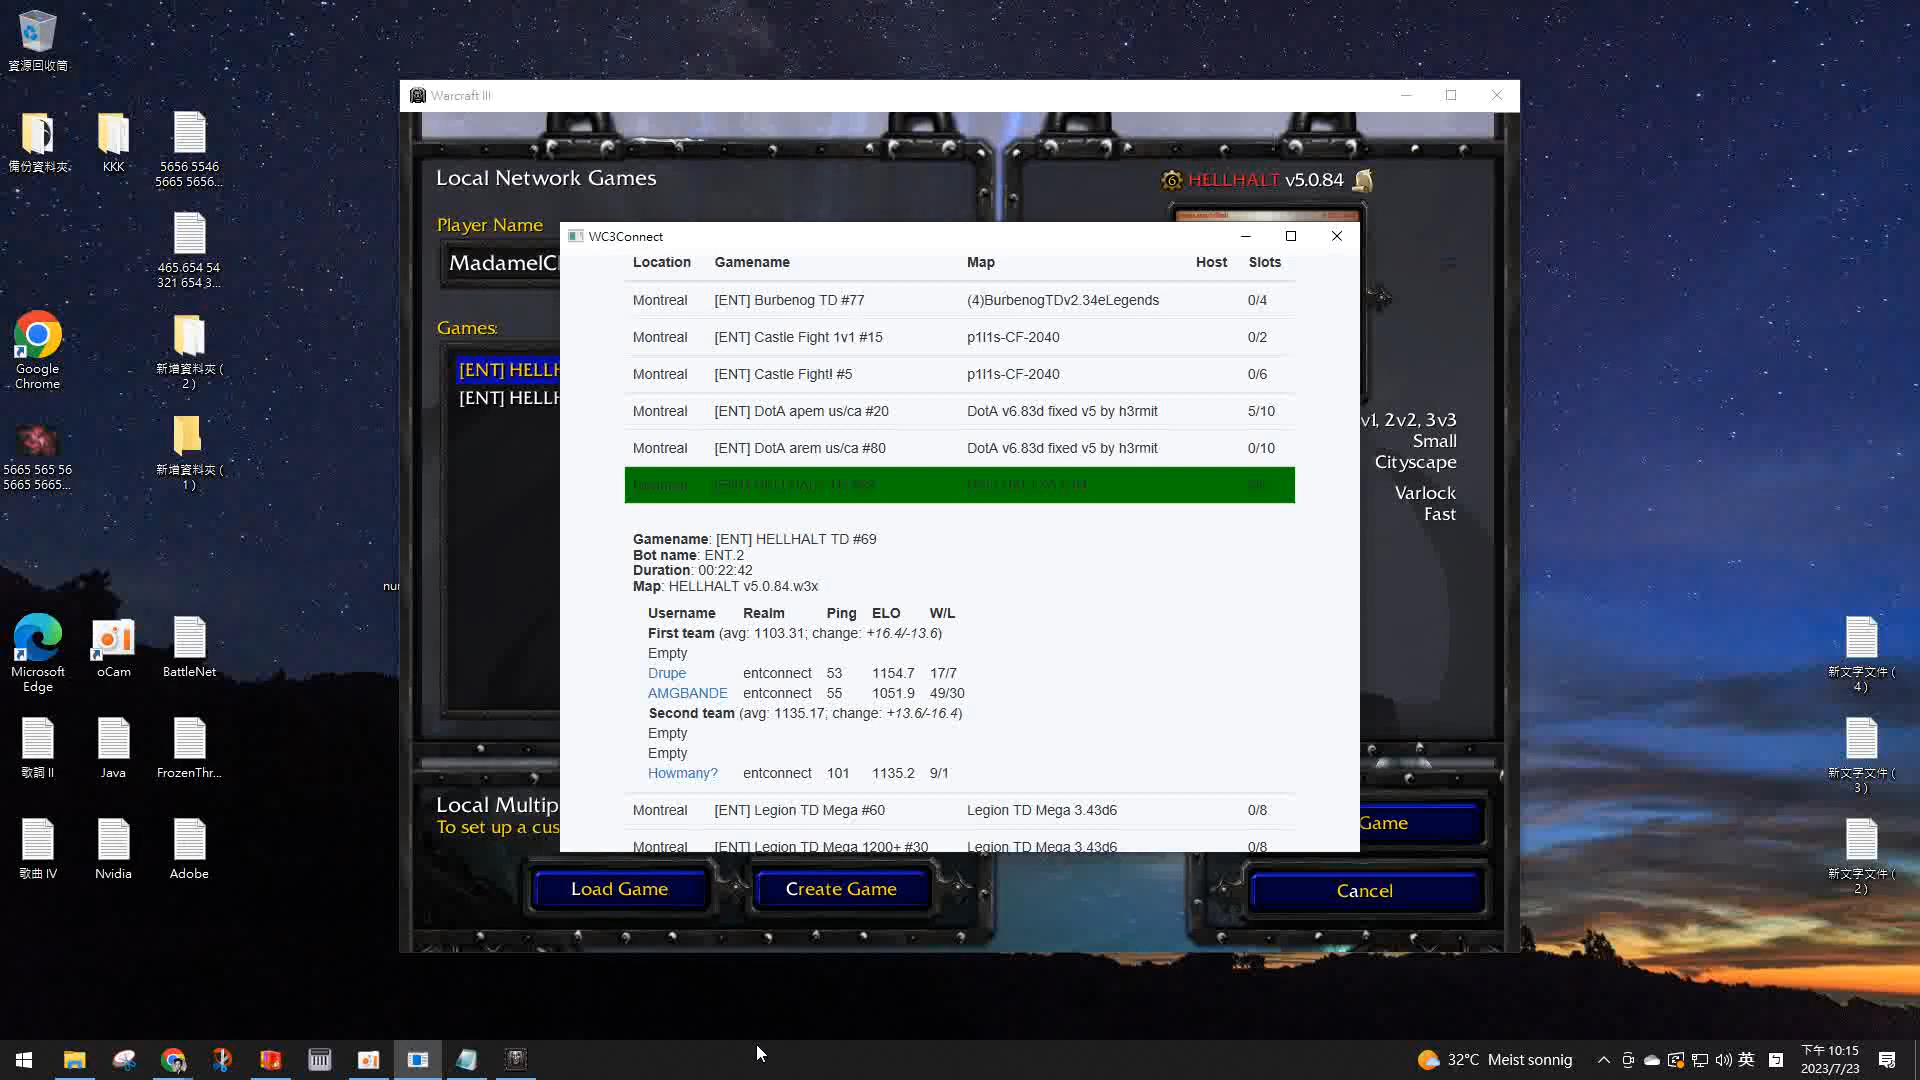 資源回收筒
備份資料夾
KKK
5656 5546
5665 5656...
465.654 54
321 654 3...
Google
Chrome
新增資料夾 (
2 )
5665 565 56
5665 5665...
新增資料夾 (
1 )
Microsoft
Edge
oCam
BattleNet
歌詞 II
Java
FrozenThr...
歌曲 IV
Nvidia
Adobe
Warcraft III
Local Network Games
Player Name
Games:
[ENT] HELLH
[ENT] HELLH
HELLHALT v5.0.84
v1, 2v2, 3v3
Small
Cityscape
Varlock
Fast
Local Multip
To set up a cus
Load Game
Create Game
Game
Cancel
WC3Connect
Location Gamename Map Host Slots
Montreal [ENT] Burbenog TD #77 (4)BurbenogTDv2.34eLegends 0/4
Montreal [ENT] Castle Fight 1v1 #15 p1l1s-CF-2040 0/2
Montreal [ENT] Castle Fight! #5 p1l1s-CF-2040 0/6
Montreal [ENT] DotA apem us/ca #20 DotA v6.83d fixed v5 by h3rmit 5/10
Montreal [ENT] DotA arem us/ca #80 DotA v6.83d fixed v5 by h3rmit 0/10
Gamename: [ENT] HELLHALT TD #69
Bot name: ENT.2
Duration: 00:22:42
Map: HELLHALT v5.0.84.w3x
Username Realm Ping ELO W/L
First team (avg: 1103.31; change: +16.4/-13.6)
Empty
Drupe entconnect 53 1154.7 17/7
AMGBANDE entconnect 55 1051.9 49/30
Second team (avg: 1135.17; change: +13.6/-16.4)
Empty
Empty
Howmany? entconnect 101 1135.2 9/1
Montreal [ENT] Legion TD Mega #60 Legion TD Mega 3.43d6 0/8
Montreal [ENT] Legion TD Mega 1200+ #30 Legion TD Mega 3.43d6 0/8
新文字文件 (
4 )
新文字文件 (
3 )
新文字文件 (
2 )
32°C Meist sonnig
英
下午 10:15
2023/7/23